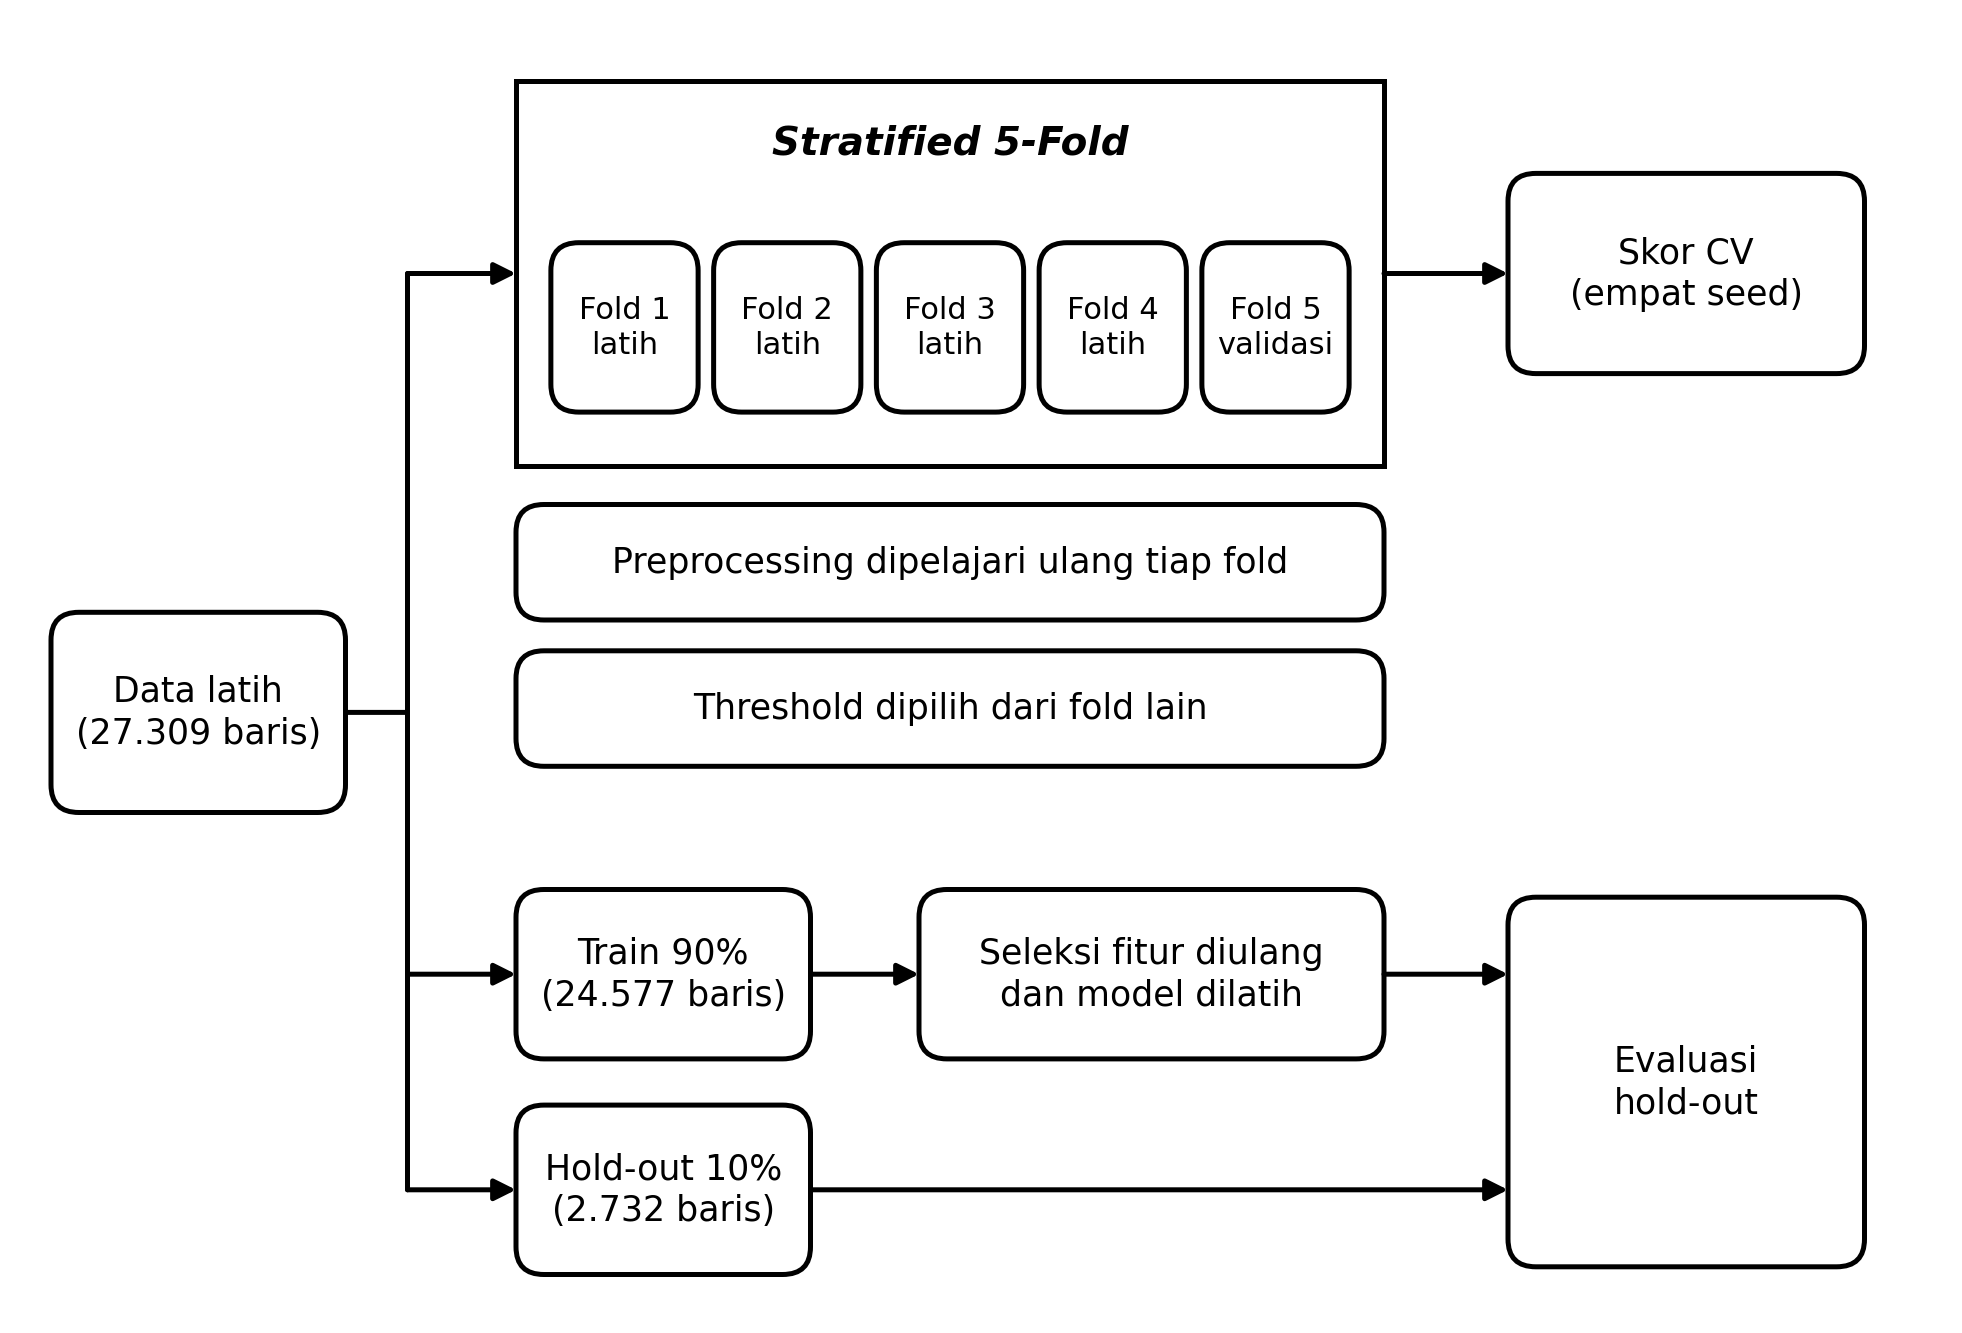 Stratified 5-Fold
Fold 1
latih
Fold 2
latih
Fold 3
latih
Fold 4
latih
Fold 5
validasi
Skor CV
(empat seed)
Preprocessing dipelajari ulang tiap fold
Threshold dipilih dari fold lain
Data latih
(27.309 baris)
Train 90%
(24.577 baris)
Seleksi fitur diulang
dan model dilatih
Hold-out 10%
(2.732 baris)
Evaluasi
hold-out